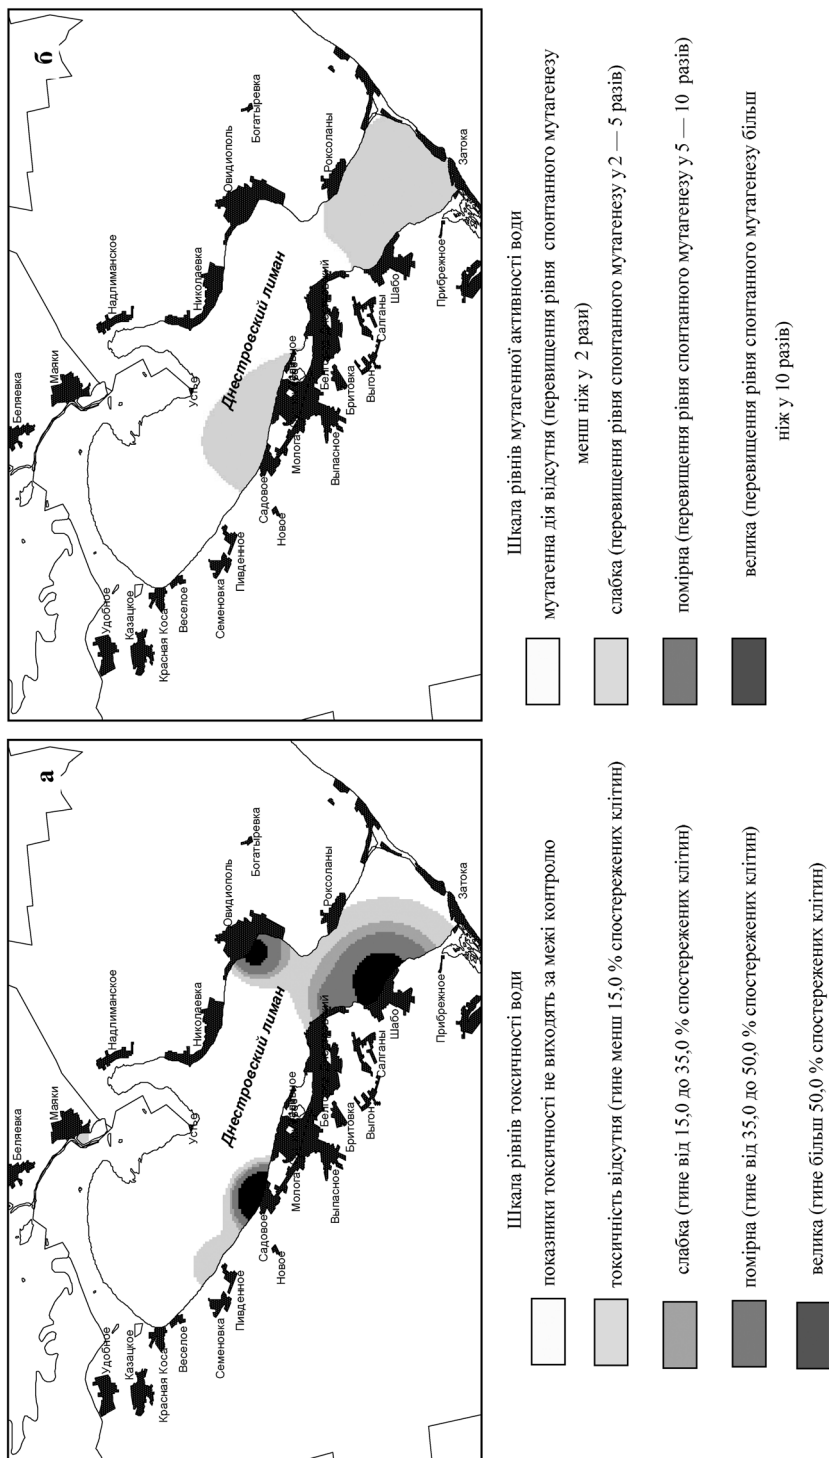 а
Беляевка
Маяки
Надлиманское
Николаевка
Овидиополь
Богатыревка
Роксоланы
Затока
Днестровский лиман
Удобное
Казацкое
Красная Коса
Веселое
Семеновка
Пивденное
Садовое
Новое
Молога
Выпасное
Бритовка
Выгон
Салганы
Шабо
Прибрежное
Шкала рівнів токсичності води
показники токсичності не виходять за межі контролю
токсичність відсутня (гине менш 15,0 % спостережених клітин)
слабка (гине від 15,0 до 35,0 % спостережених клітин)
помірна (гине від 35,0 до 50,0 % спостережених клітин)
велика (гине більш 50,0 % спостережених клітин)
б
Беляевка
Маяки
Надлиманское
Николаевка
Овидиополь
Богатыревка
Роксоланы
Затока
Днестровский лиман
Удобное
Казацкое
Красная Коса
Веселое
Семеновка
Пивденное
Садовое
Новое
Молога
Выпасное
Бритовка
Выгон
Салганы
Шабо
Прибрежное
Шкала рівнів мутагенної активності води
мутагенна дія відсутня (перевищення рівня спонтанного мутагенезу
менш ніж у 2 рази)
слабка (перевищення рівня спонтанного мутагенезу у 2 — 5 разів)
помірна (перевищення рівня спонтанного мутагенезу у 5 — 10 разів)
велика (перевищення рівня спонтанного мутагенезу більш
ніж у 10 разів)